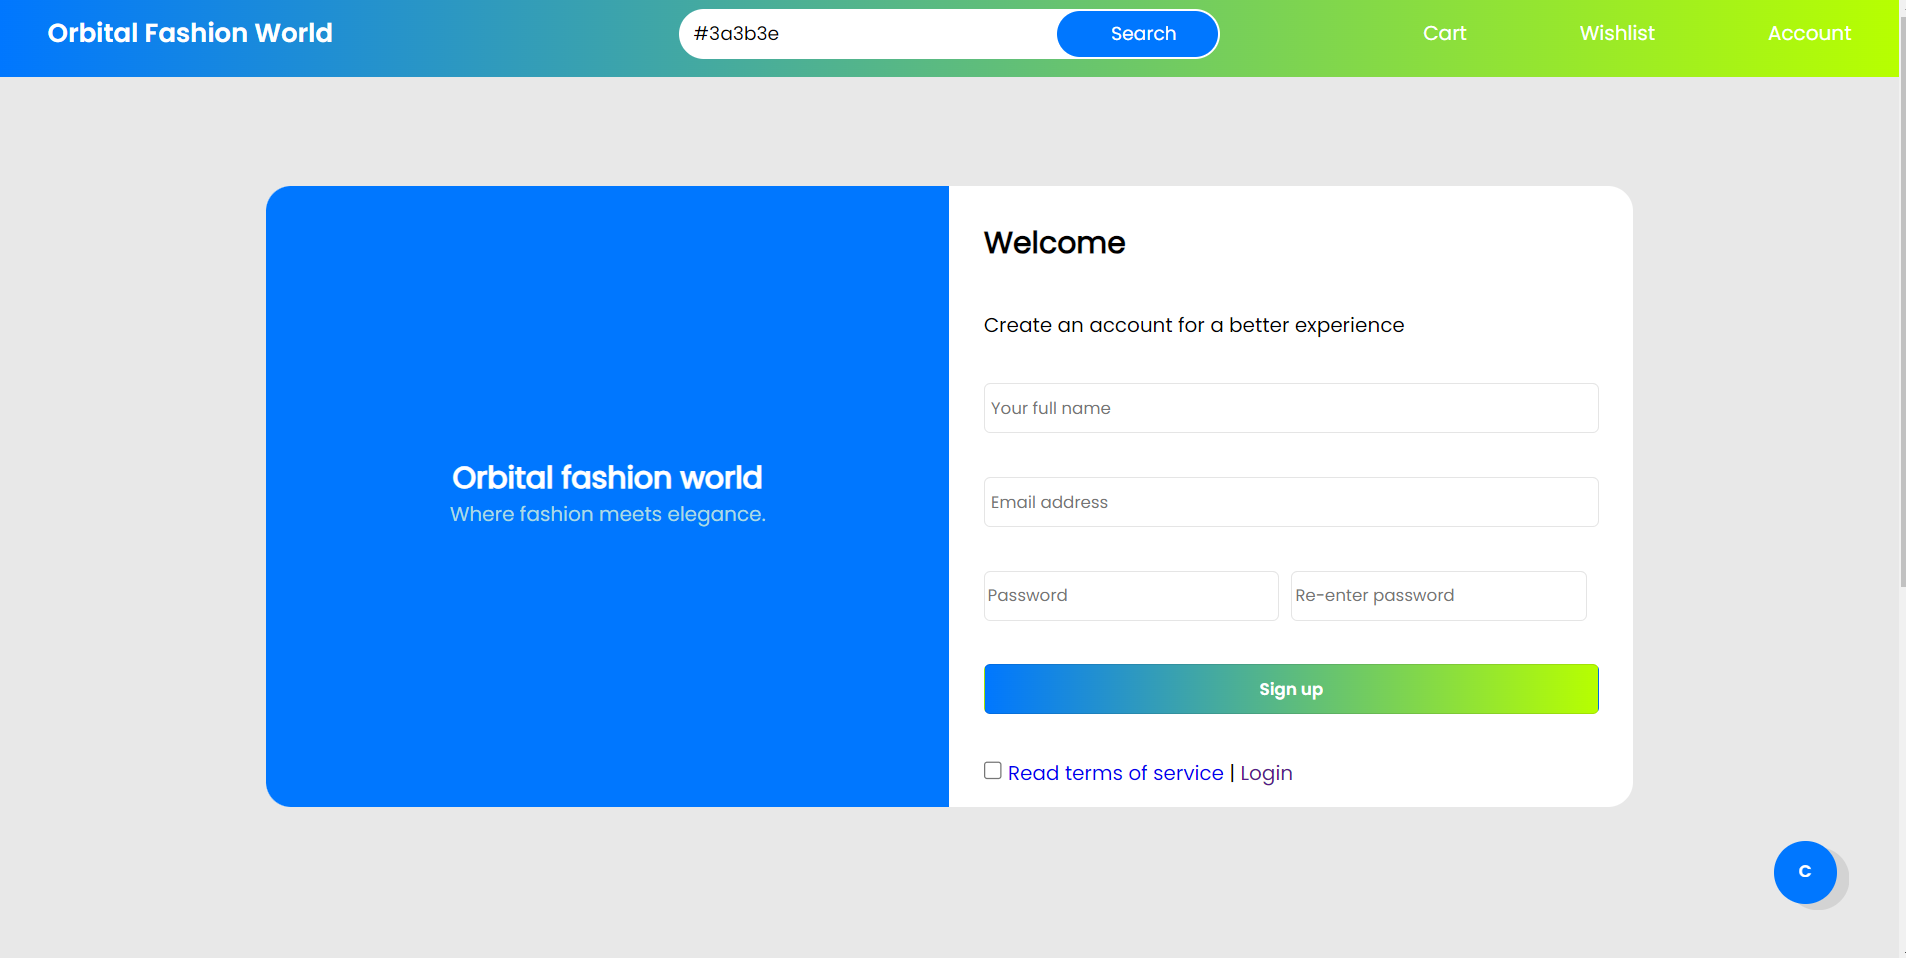 Orbital Fashion World
#3a3b3e
Search
Cart
Wishlist
Account
Orbital fashion world
Where fashion meets elegance.
Welcome
Create an account for a better experience
Your full name
Email address
Password
Re-enter password
Sign up
Read terms of service | Login
C